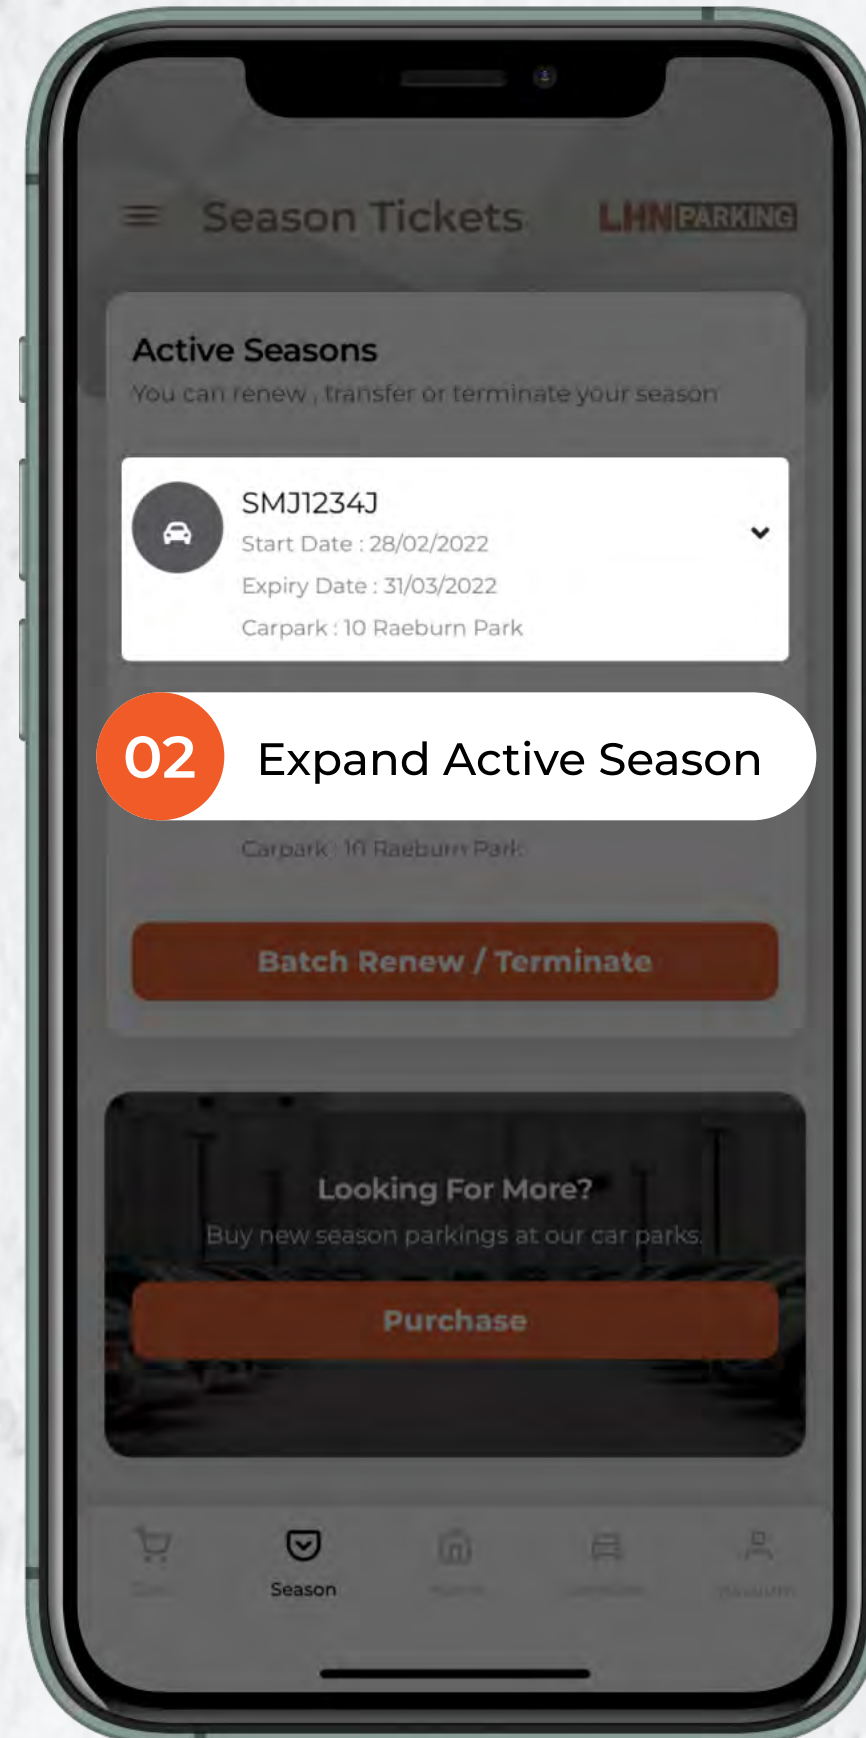 Season Tickets
LHN PARKING
Active Seasons
You can renew , transfer or terminate your season
SMJ1234J
Start Date : 28/02/2022
Expiry Date : 31/03/2022
Carpark : 10 Raeburn Park
02 Expand Active Season
Carpark : 10 Raeburn Park
Batch Renew / Terminate
Looking For More?
Buy new season parkings at our car parks.
Purchase
Season